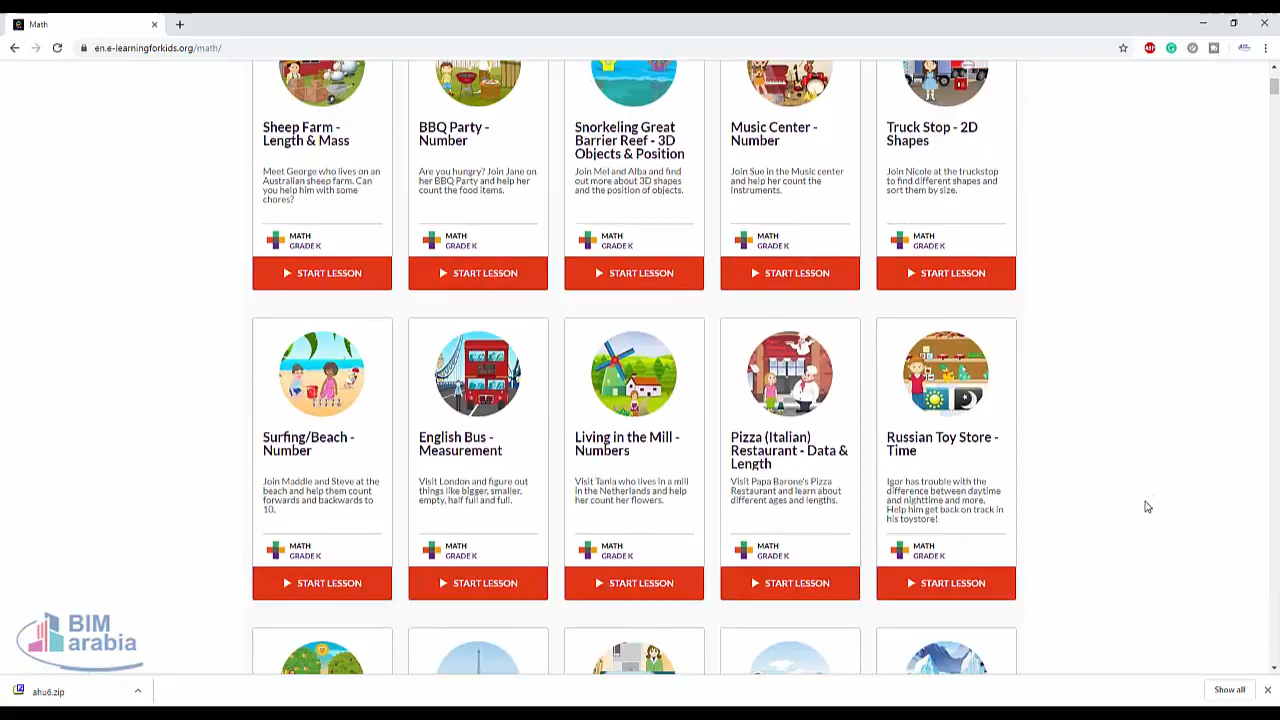 Math
en.e-learningforkids.org/math/
Sheep Farm -
Length & Mass
Meet George who lives on an
Australian sheep farm. Can
you help him with some
chores?
MATH
GRADE K
START LESSON
BBQ Party -
Number
Are you hungry? Join Jane on
her BBQ Party and help her
count the food items.
MATH
GRADE K
START LESSON
Snorkeling Great
Barrier Reef - 3D
Objects & Position
Join Mel and Alba and find
out more about 3D shapes
and the position of objects.
MATH
GRADE K
START LESSON
Music Center -
Number
Join Sue in the Music center
and help her count the
instruments.
MATH
GRADE K
START LESSON
Truck Stop - 2D
Shapes
Join Nicole at the truckstop
to find different shapes and
sort them by size.
MATH
GRADE K
START LESSON
Surfing/Beach -
Number
Join Maddie and Steve at the
beach and help them count
forwards and backwards to
10.
MATH
GRADE K
START LESSON
English Bus -
Measurement
Visit London and figure out
things like bigger, smaller,
empty, half full and full.
MATH
GRADE K
START LESSON
Living in the Mill -
Numbers
Visit Tania who lives in a mill
in the Netherlands and help
her count her flowers.
MATH
GRADE K
START LESSON
Pizza (Italian)
Restaurant - Data &
Length
Visit Papa Barone's Pizza
Restaurant and learn about
different ages and lengths.
MATH
GRADE K
START LESSON
Russian Toy Store -
Time
Igor has trouble with the
difference between daytime
and nighttime and more.
Help him get back on track in
his toystore!
MATH
GRADE K
START LESSON
BIM
arabia
ahu6.zip
Show all